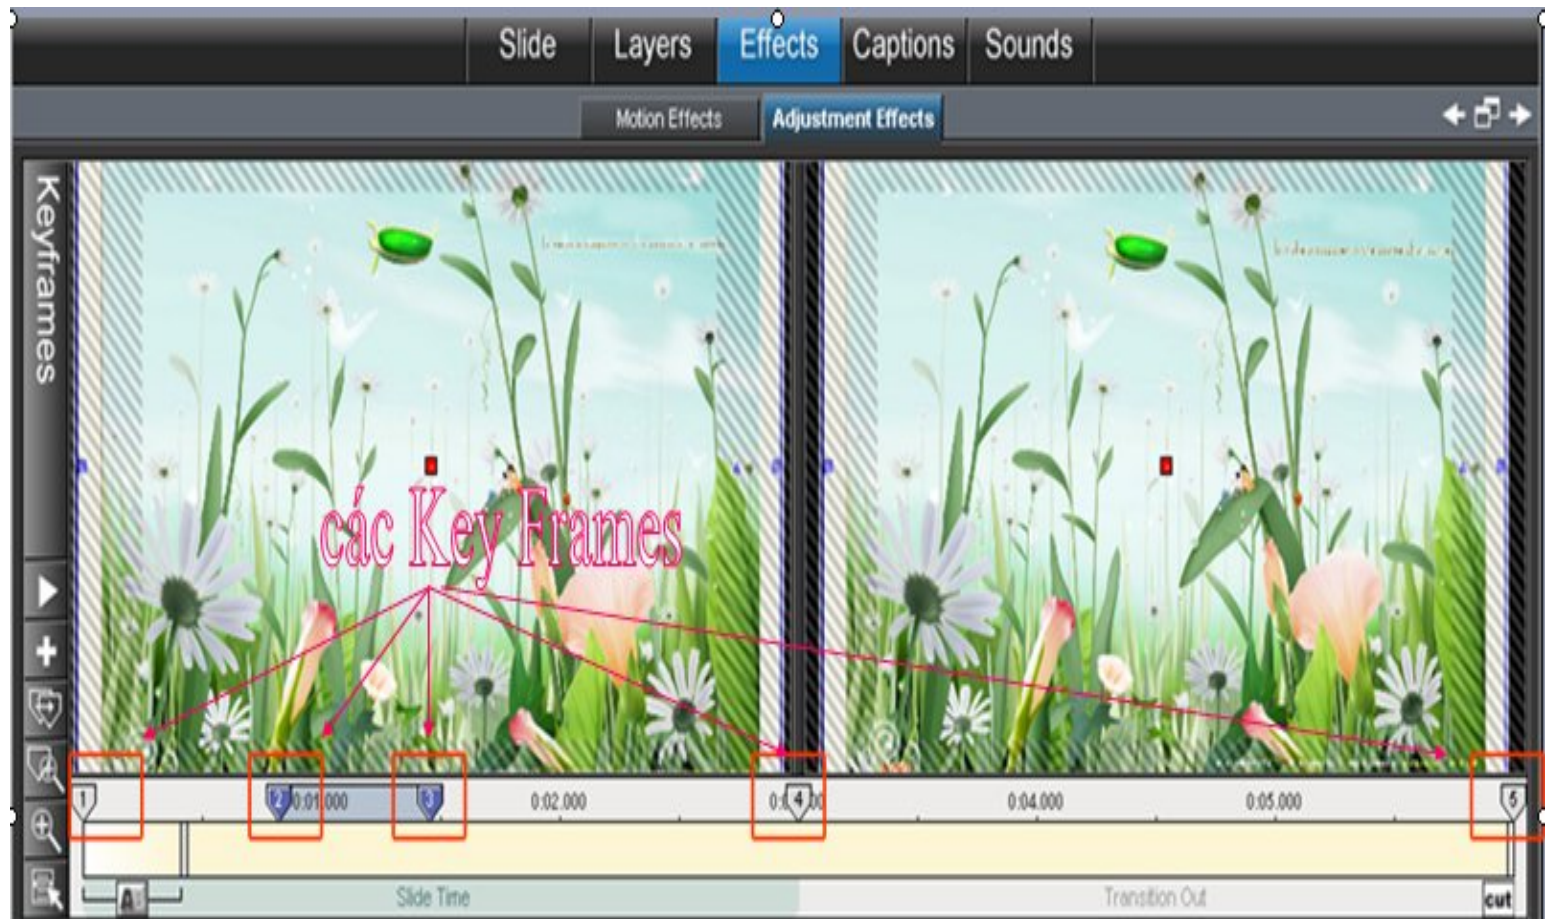 Slide Layers Effects Captions Sounds
Motion Effects Adjustment Effects
Keyframes
các Key Frames
1 2 0:01.000 3 0:02.000 4 0:04.000 0:05.000 5
A
Slide Time Transition Out cut